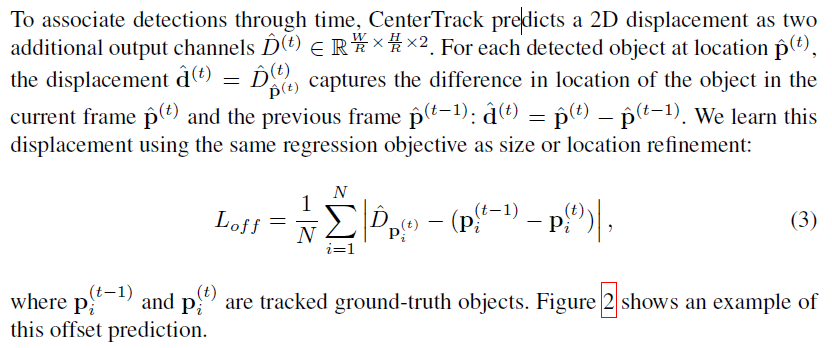 To associate detections through time, CenterTrack predicts a 2D displacement as two
additional output channels $\hat{D}^{(t)} \in \mathbb{R}^{\frac{W}{R} \times \frac{H}{R} \times 2}$. For each detected object at location $\hat{\mathbf{p}}^{(t)}$,
the displacement $\hat{\mathbf{d}}^{(t)} = \hat{D}^{(t)}_{\hat{\mathbf{p}}^{(t)}}$ captures the difference in location of the object in the
current frame $\hat{\mathbf{p}}^{(t)}$ and the previous frame $\hat{\mathbf{p}}^{(t-1)}$: $\hat{\mathbf{d}}^{(t)} = \hat{\mathbf{p}}^{(t)} - \hat{\mathbf{p}}^{(t-1)}$. We learn this
displacement using the same regression objective as size or location refinement:
$L_{off} = \frac{1}{N} \sum_{i=1}^{N} \left| \hat{D}_{\mathbf{p}_i^{(t)}} - (\mathbf{p}_i^{(t-1)} - \mathbf{p}_i^{(t)}) \right|,$ (3)
where $\mathbf{p}_i^{(t-1)}$ and $\mathbf{p}_i^{(t)}$ are tracked ground-truth objects. Figure 2 shows an example of
this offset prediction.